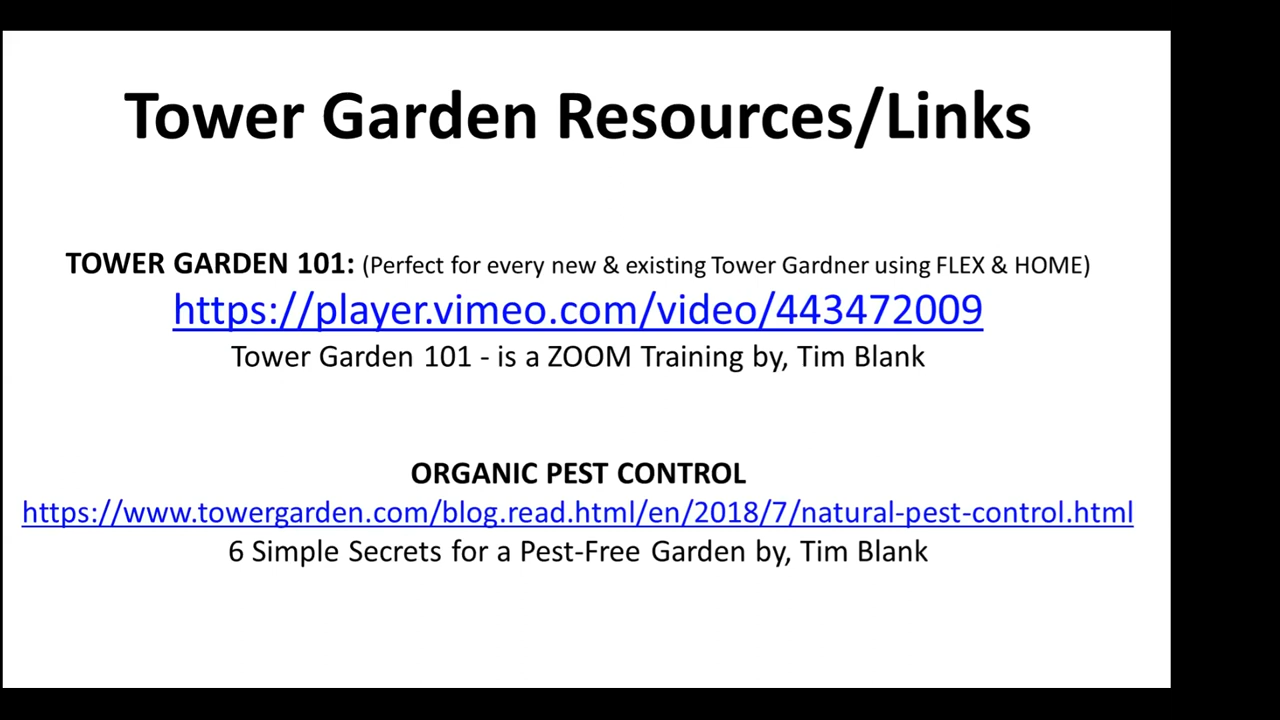 Tower Garden Resources/Links
TOWER GARDEN 101: (Perfect for every new & existing Tower Gardner using FLEX & HOME)
https://player.vimeo.com/video/443472009
Tower Garden 101 - is a ZOOM Training by, Tim Blank
ORGANIC PEST CONTROL
https://www.towergarden.com/blog.read.html/en/2018/7/natural-pest-control.html
6 Simple Secrets for a Pest-Free Garden by, Tim Blank